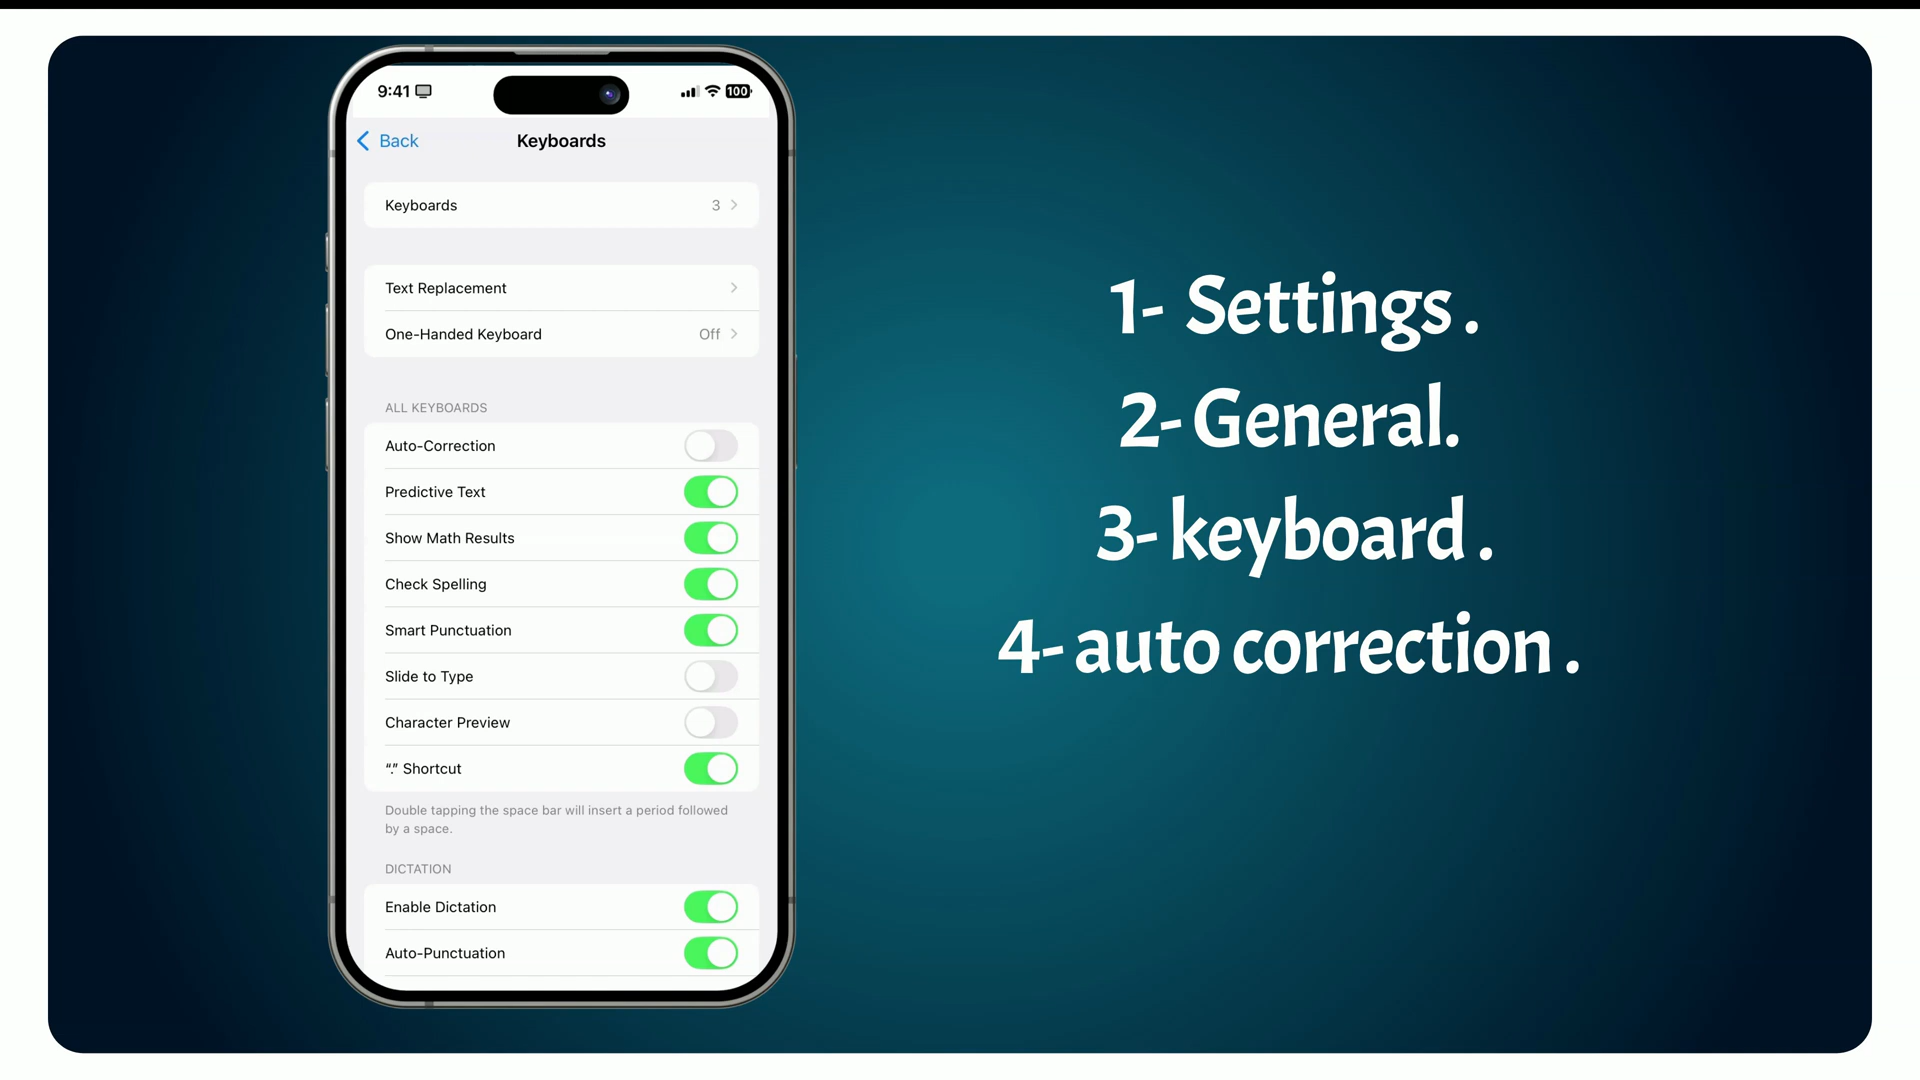 9:41
100
Back
Keyboards
Keyboards 3
Text Replacement
One-Handed Keyboard Off
ALL KEYBOARDS
Auto-Correction
Predictive Text
Show Math Results
Check Spelling
Smart Punctuation
Slide to Type
Character Preview
“.” Shortcut
Double tapping the space bar will insert a period followed
by a space.
DICTATION
Enable Dictation
Auto-Punctuation
1- Settings .
2- General.
3- keyboard .
4- auto correction .